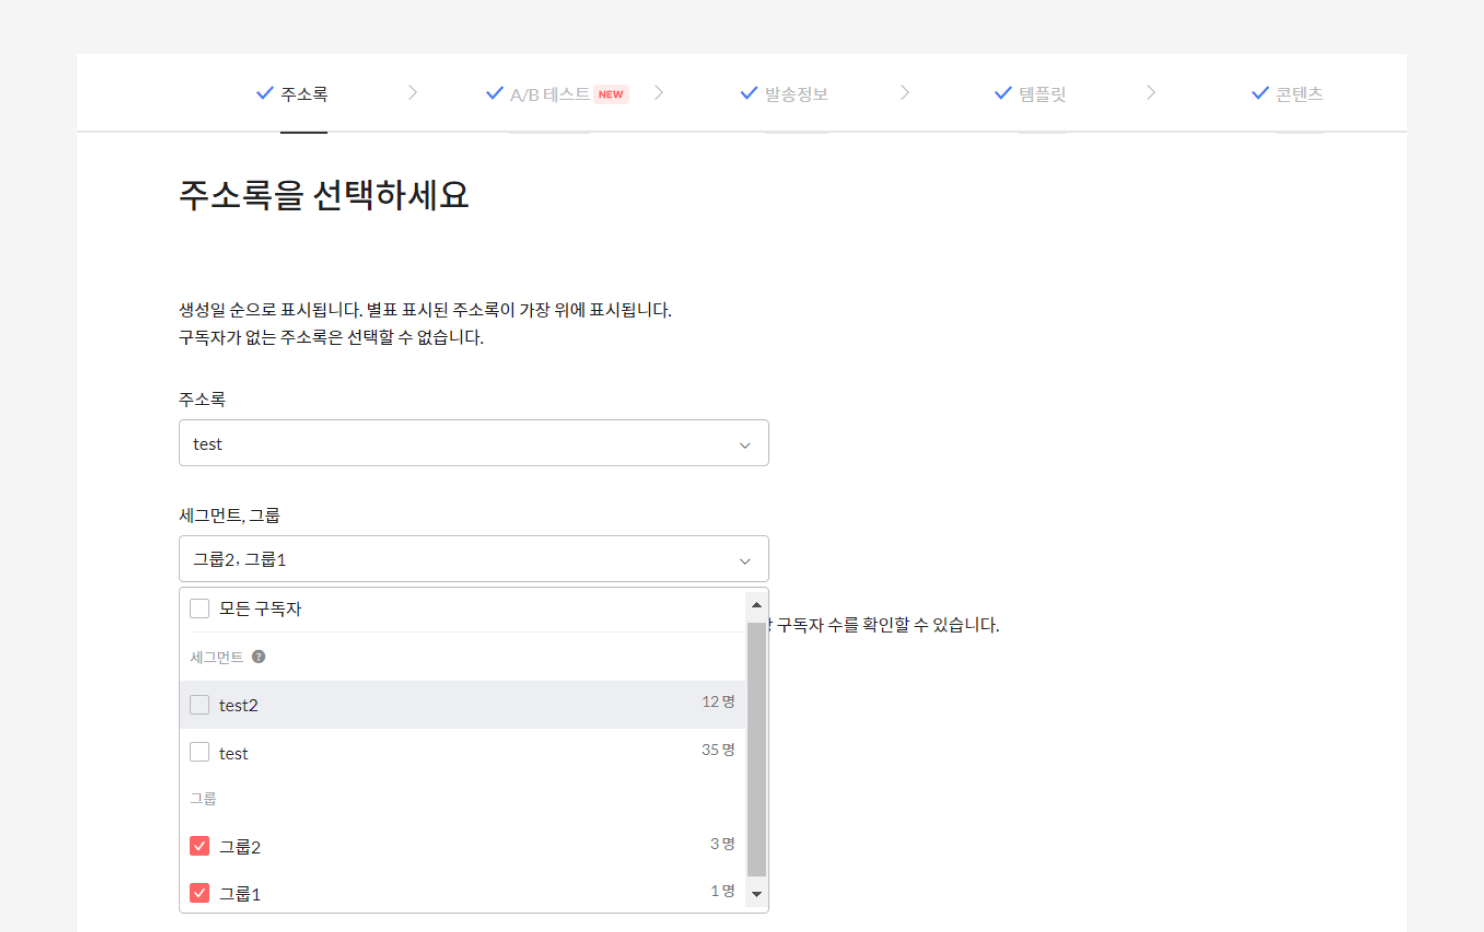 주소록
A/B 테스트 NEW
발송정보
템플릿
콘텐츠
주소록을 선택하세요
생성일 순으로 표시됩니다. 별표 표시된 주소록이 가장 위에 표시됩니다.
구독자가 없는 주소록은 선택할 수 없습니다.
주소록
test
세그먼트, 그룹
그룹2, 그룹1
모든 구독자
구독자 수를 확인할 수 있습니다.
세그먼트 ?
test2 12 명
test 35 명
그룹
그룹2 3 명
그룹1 1 명